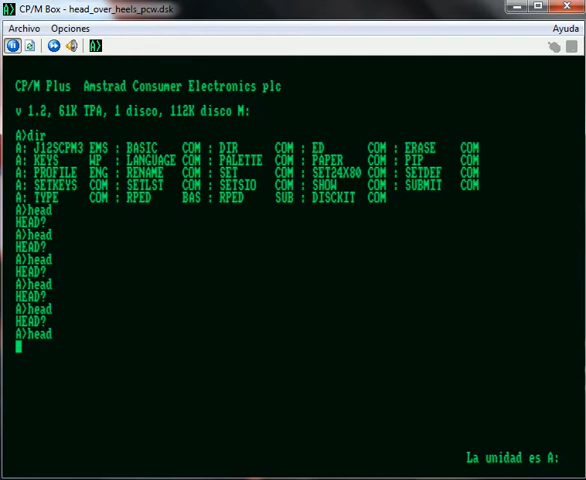 CP/M Box - head_over_heels_pcw.dsk
Archivo Opciones Ayuda
CP/M Plus Amstrad Consumer Electronics plc
v 1.2, 61K TPA, 1 disco, 112K disco M:
A>dir
A: J12SCPM3 EMS : BASIC COM : DIR COM : ED COM : ERASE COM
A: KEYS WP : LANGUAGE COM : PALETTE COM : PAPER COM : PIP COM
A: PROFILE ENG : RENAME COM : SET COM : SET24X80 COM : SETDEF COM
A: SETKEYS COM : SETLST COM : SETSIO COM : SHOW COM : SUBMIT COM
A: TYPE COM : RPED BAS : RPED SUB : DISCKIT COM
A>head
HEAD?
A>head
HEAD?
A>head
HEAD?
A>head
HEAD?
A>head
HEAD?
A>head
La unidad es A: